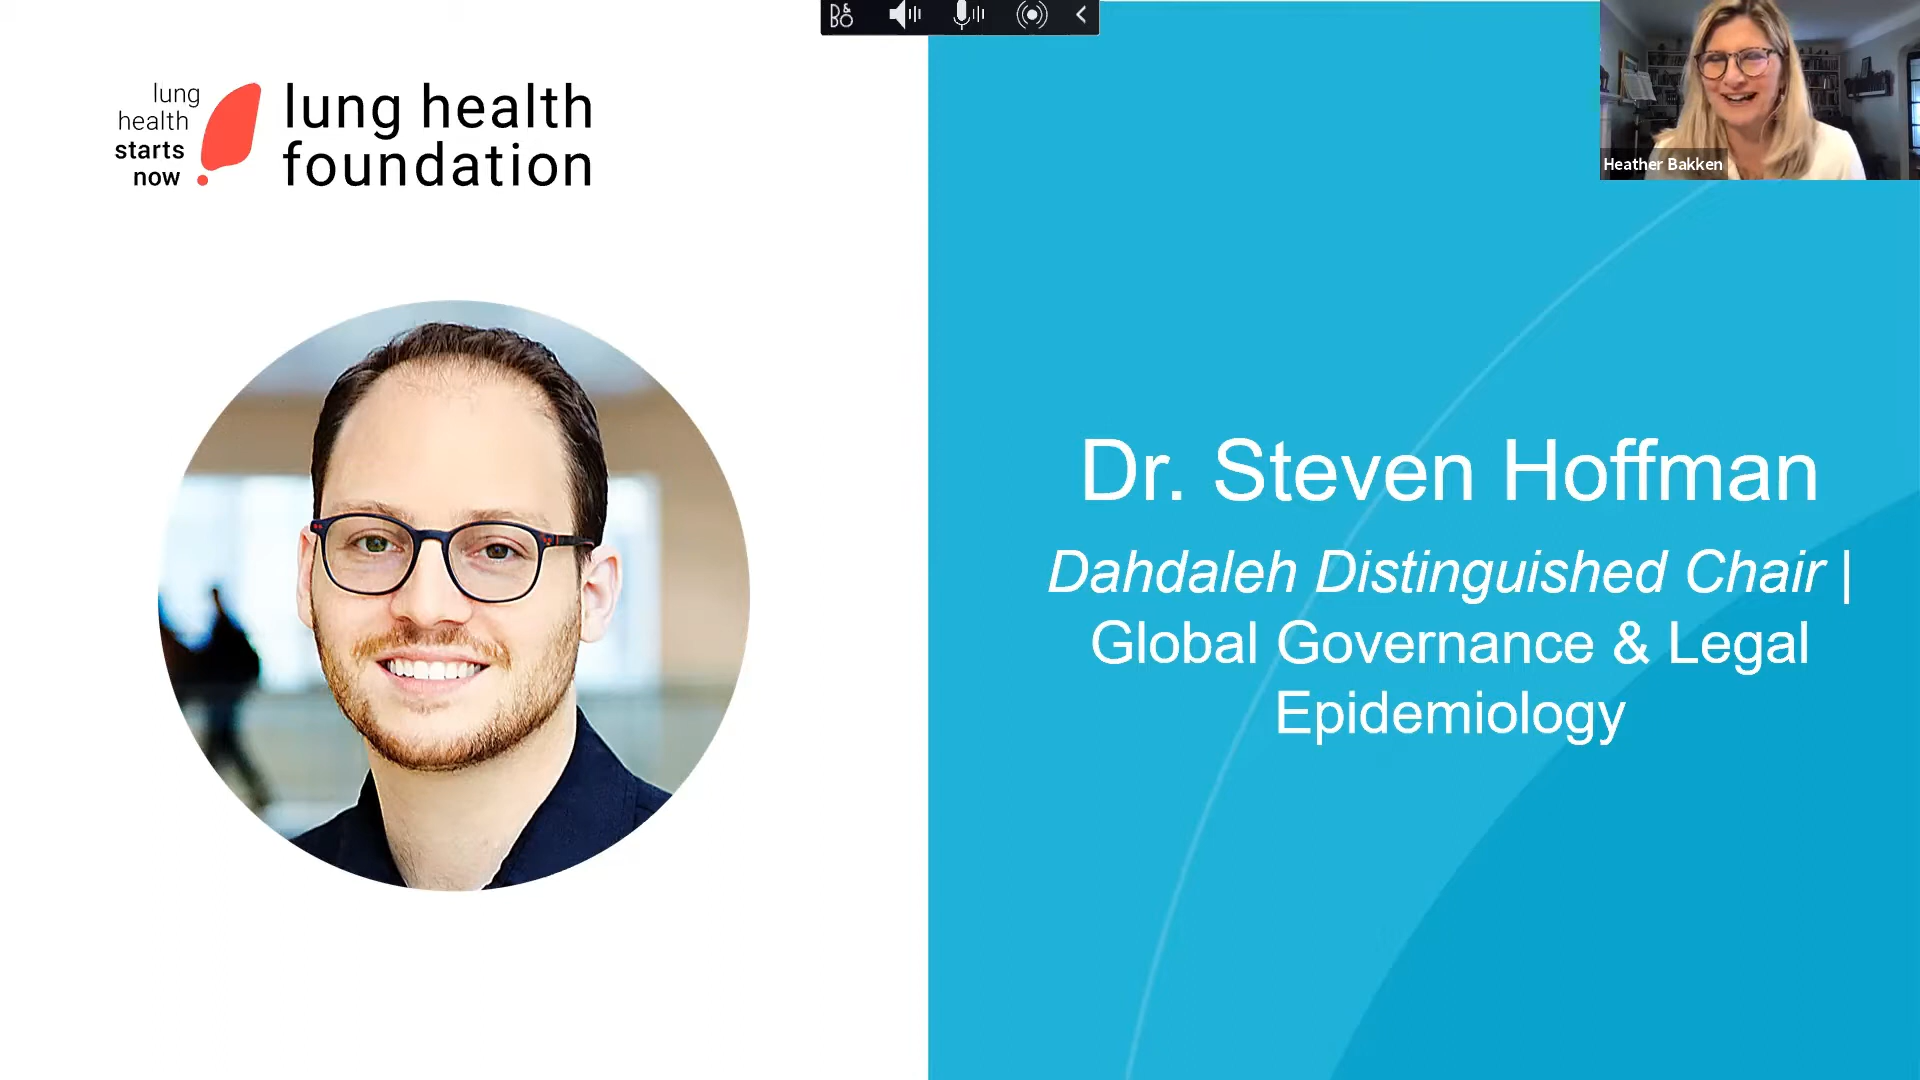 B&O
Heather Bakken
lung
health
starts
now
lung health
foundation
Dr. Steven Hoffman
Dahdaleh Distinguished Chair |
Global Governance & Legal
Epidemiology